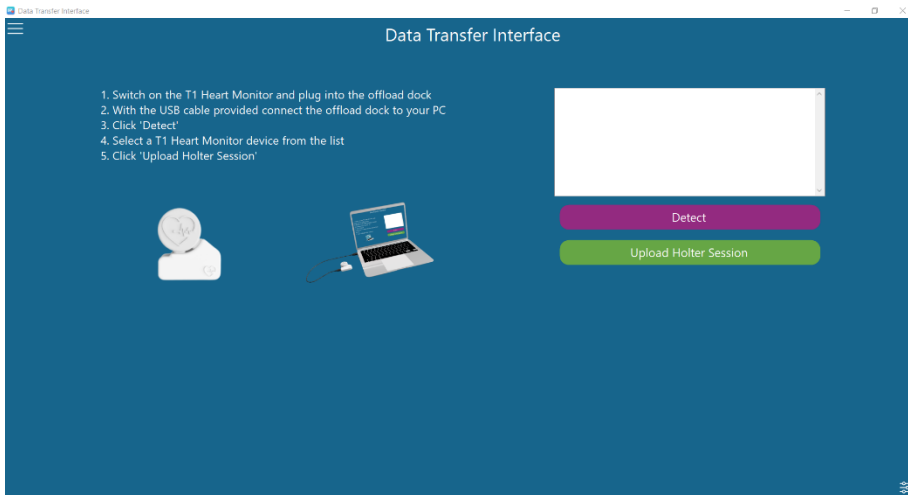 Data Transfer Interface
Data Transfer Interface
1. Switch on the T1 Heart Monitor and plug into the offload dock
2. With the USB cable provided connect the offload dock to your PC
3. Click 'Detect'
4. Select a T1 Heart Monitor device from the list
5. Click 'Upload Holter Session'
Detect
Upload Holter Session